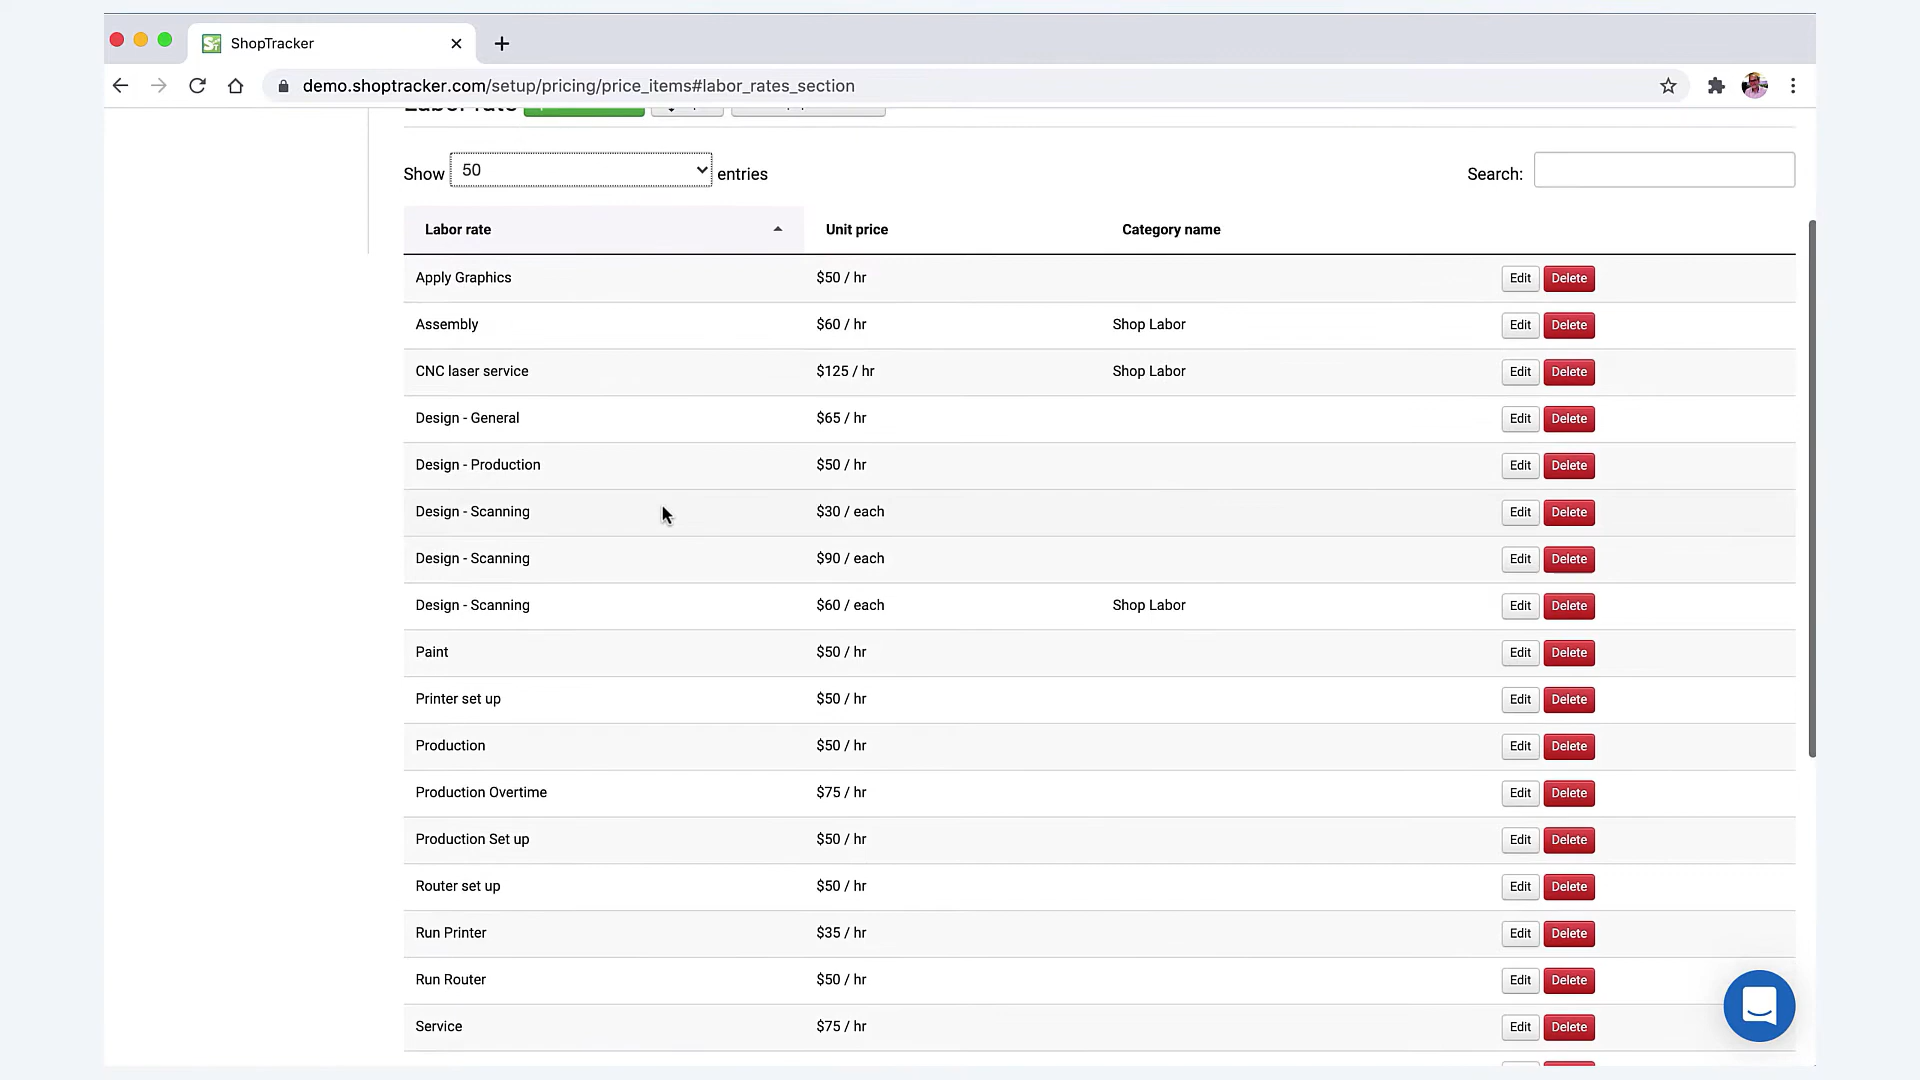 ShopTracker
demo.shoptracker.com/setup/pricing/price_items#labor_rates_section
Labor rate
Show 50 entries Search:
Labor rate Unit price Category name
Apply Graphics $50 / hr Edit Delete
Assembly $60 / hr Shop Labor Edit Delete
CNC laser service $125 / hr Shop Labor Edit Delete
Design - General $65 / hr Edit Delete
Design - Production $50 / hr Edit Delete
Design - Scanning $30 / each Edit Delete
Design - Scanning $90 / each Edit Delete
Design - Scanning $60 / each Shop Labor Edit Delete
Paint $50 / hr Edit Delete
Printer set up $50 / hr Edit Delete
Production $50 / hr Edit Delete
Production Overtime $75 / hr Edit Delete
Production Set up $50 / hr Edit Delete
Router set up $50 / hr Edit Delete
Run Printer $35 / hr Edit Delete
Run Router $50 / hr Edit Delete
Service $75 / hr Edit Delete